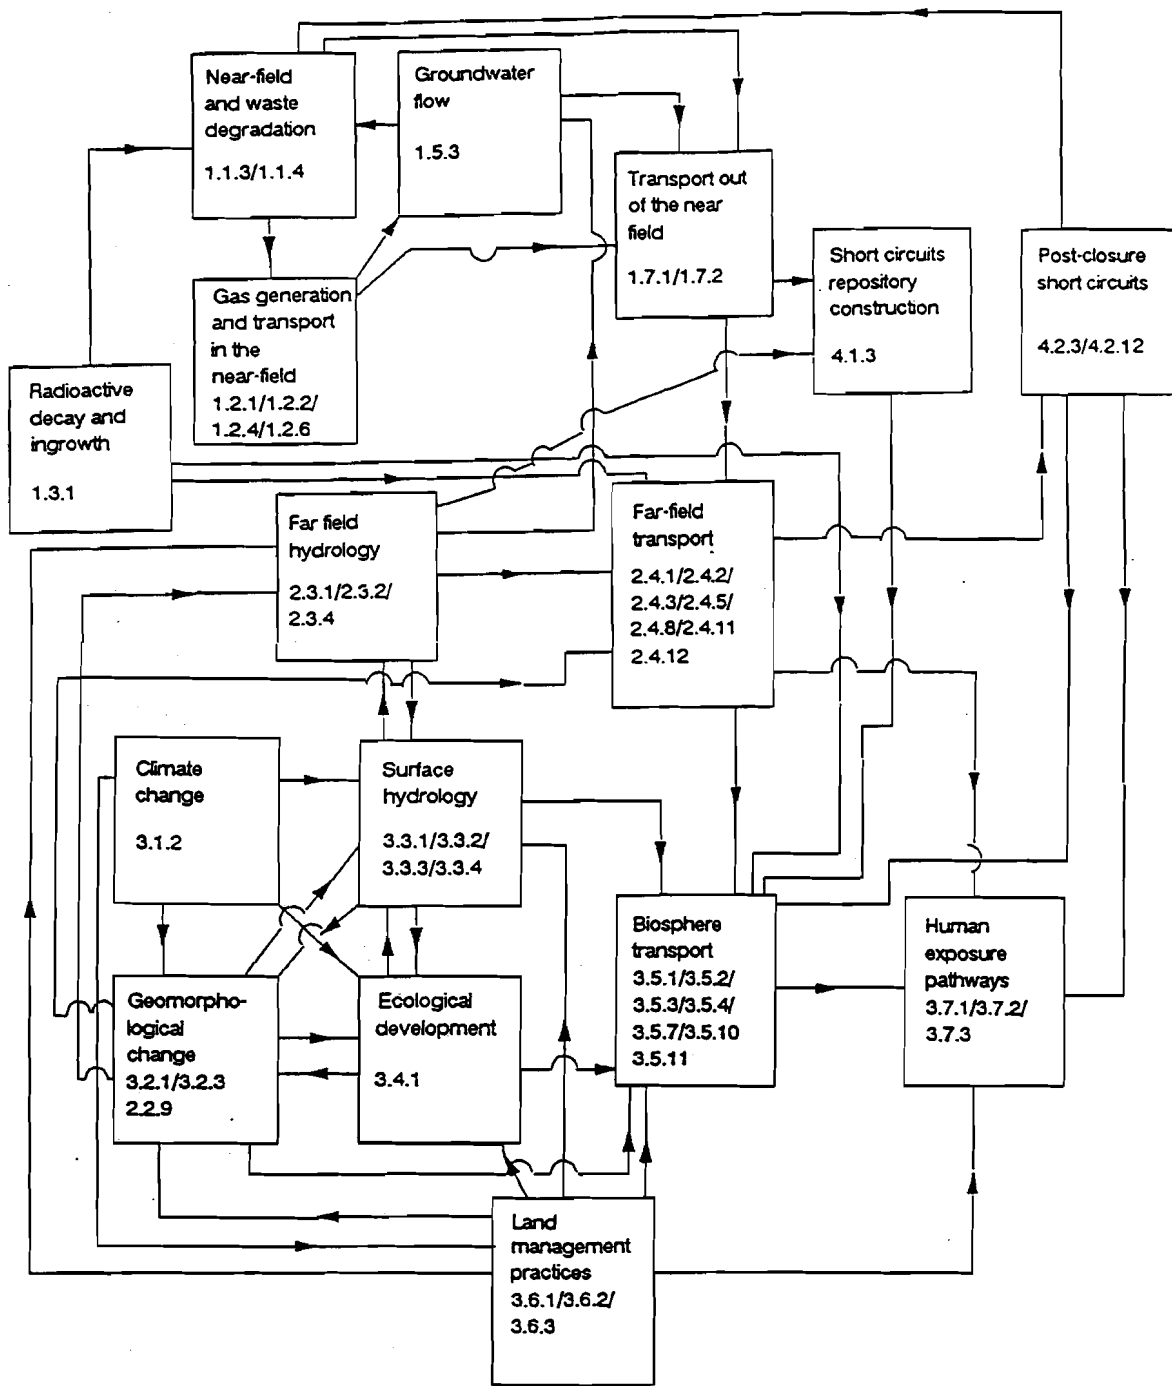 Near-field
and waste
degradation
1.1.3/1.1.4
Groundwater
flow
1.5.3
Transport out
of the near
field
1.7.1/1.7.2
Short circuits
repository
construction
4.1.3
Post-closure
short circuits
4.2.3/4.2.12
Gas generation
and transport
in the
near-field
1.2.1/1.2.2/
1.2.4/1.2.6
Radioactive
decay and
ingrowth
1.3.1
Far field
hydrology
2.3.1/2.3.2/
2.3.4
Far-field
transport
2.4.1/2.4.2/
2.4.3/2.4.5/
2.4.8/2.4.11
2.4.12
Climate
change
3.1.2
Surface
hydrology
3.3.1/3.3.2/
3.3.3/3.3.4
Geomorpho-
logical
change
3.2.1/3.2.3
2.2.9
Ecological
development
3.4.1
Biosphere
transport
3.5.1/3.5.2/
3.5.3/3.5.4/
3.5.7/3.5.10
3.5.11
Human
exposure
pathways
3.7.1/3.7.2/
3.7.3
Land
management
practices
3.6.1/3.6.2/
3.6.3